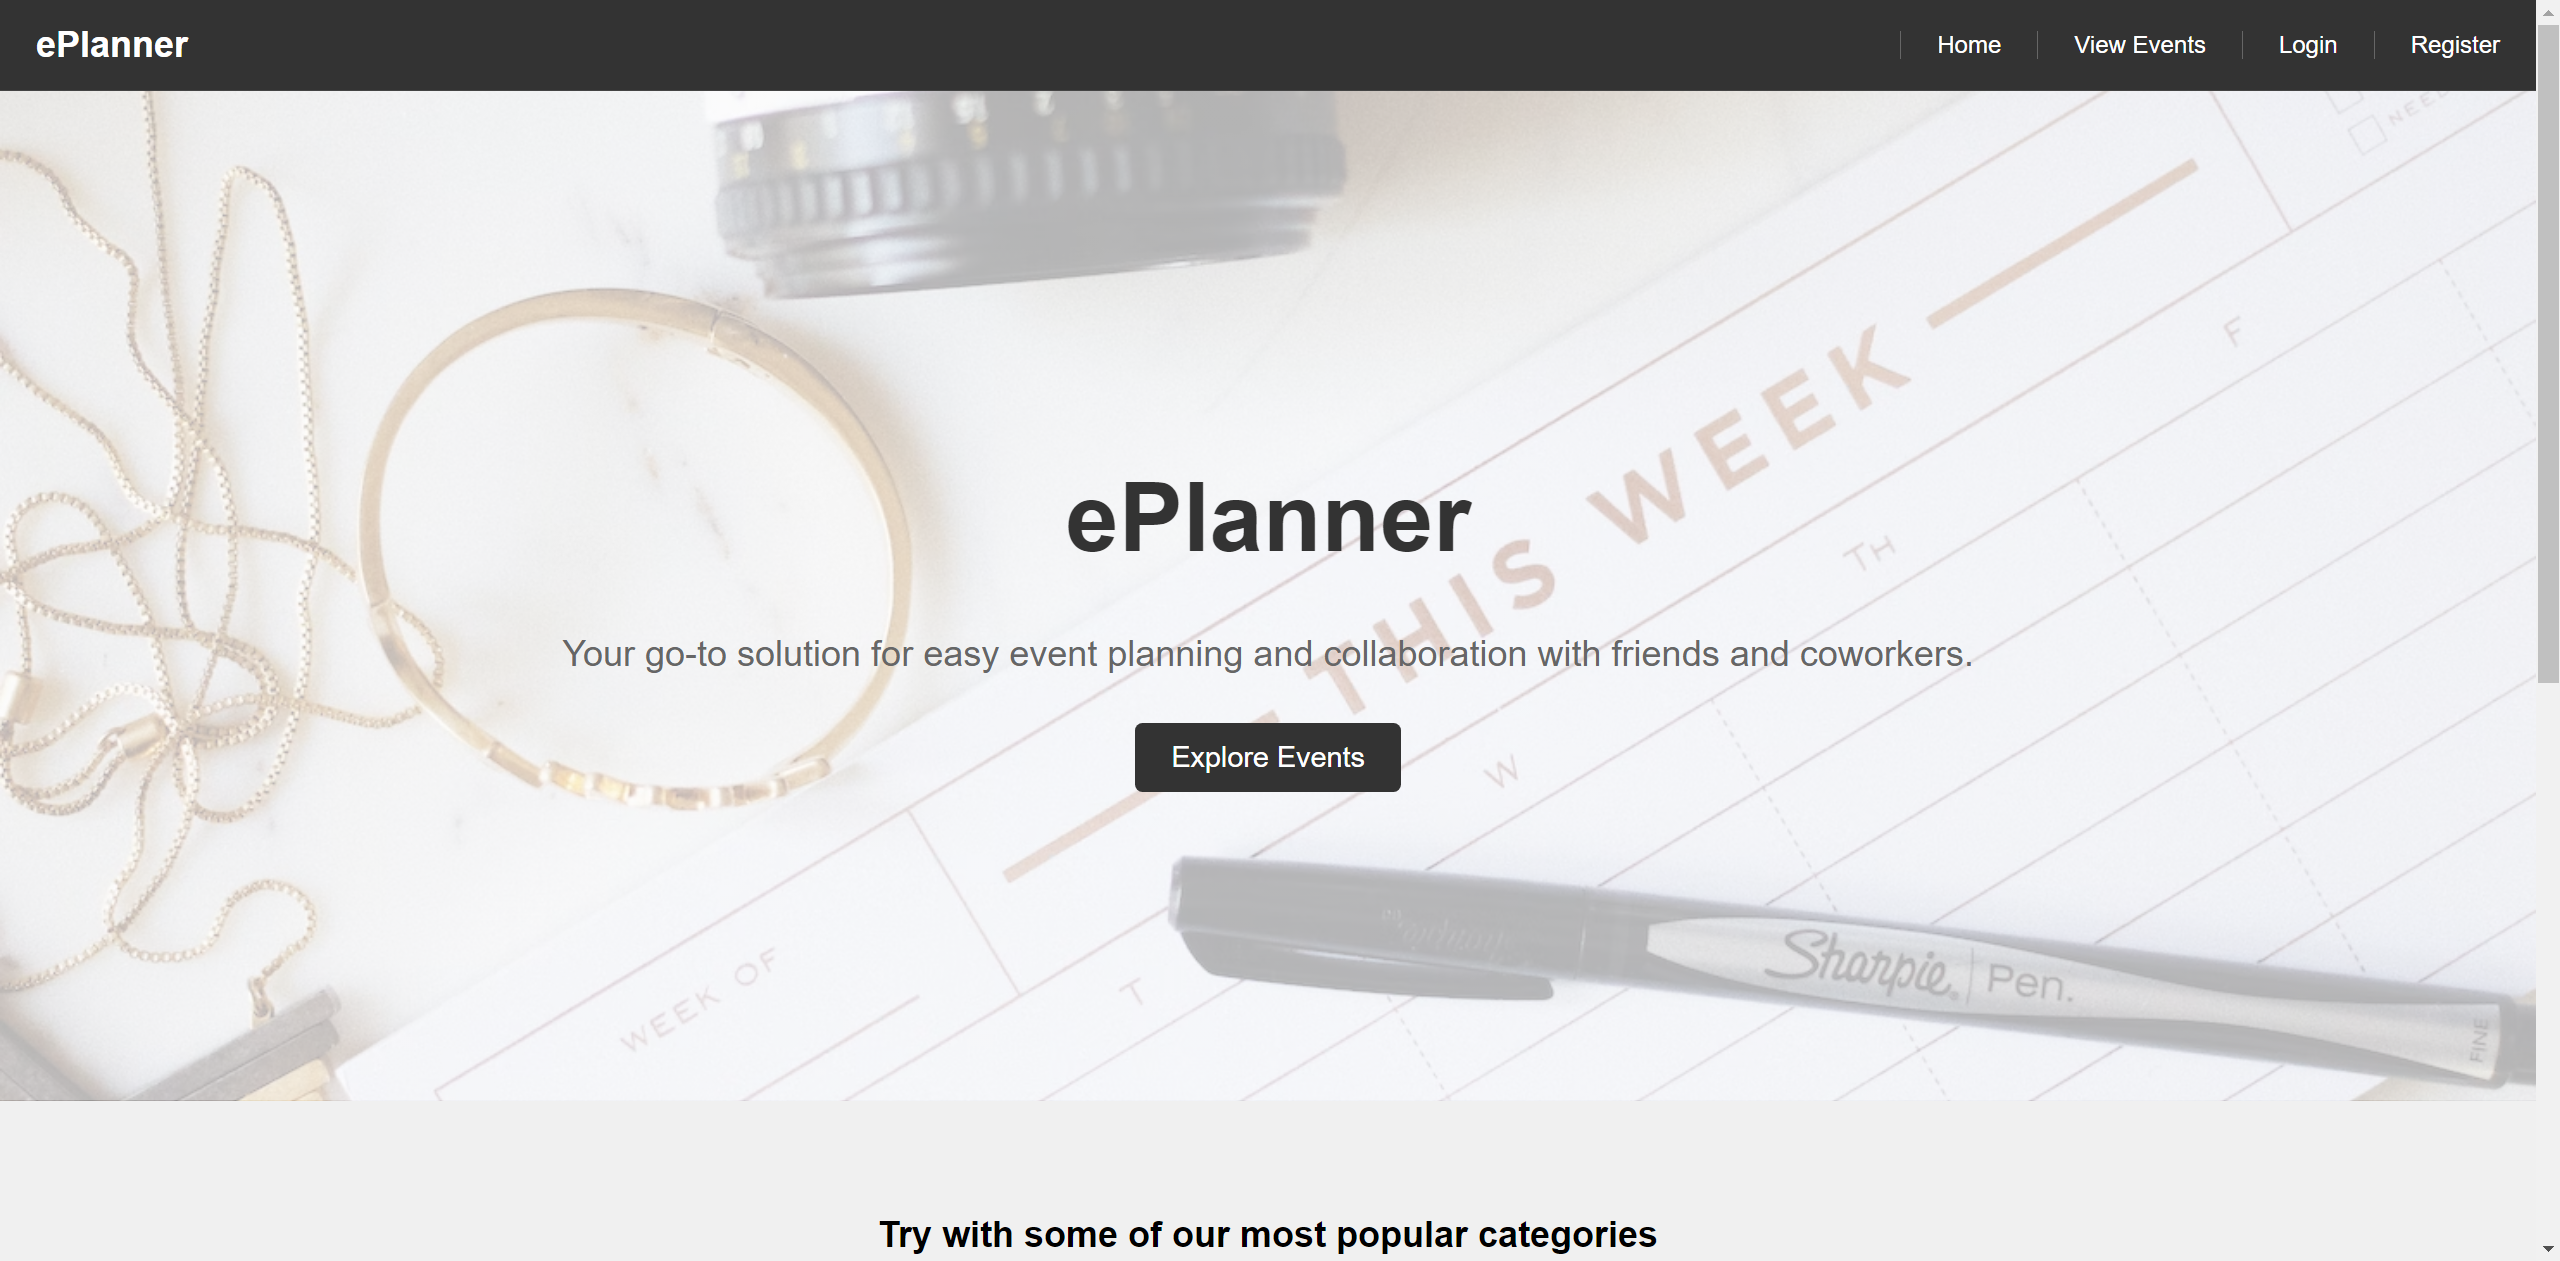 ePlanner
Home
View Events
Login
Register
NEED
THIS WEEK
F
TH
W
T
WEEK OF
ePlanner
Your go-to solution for easy event planning and collaboration with friends and coworkers.
Explore Events
Sharpie® Pen.
FINE
Try with some of our most popular categories